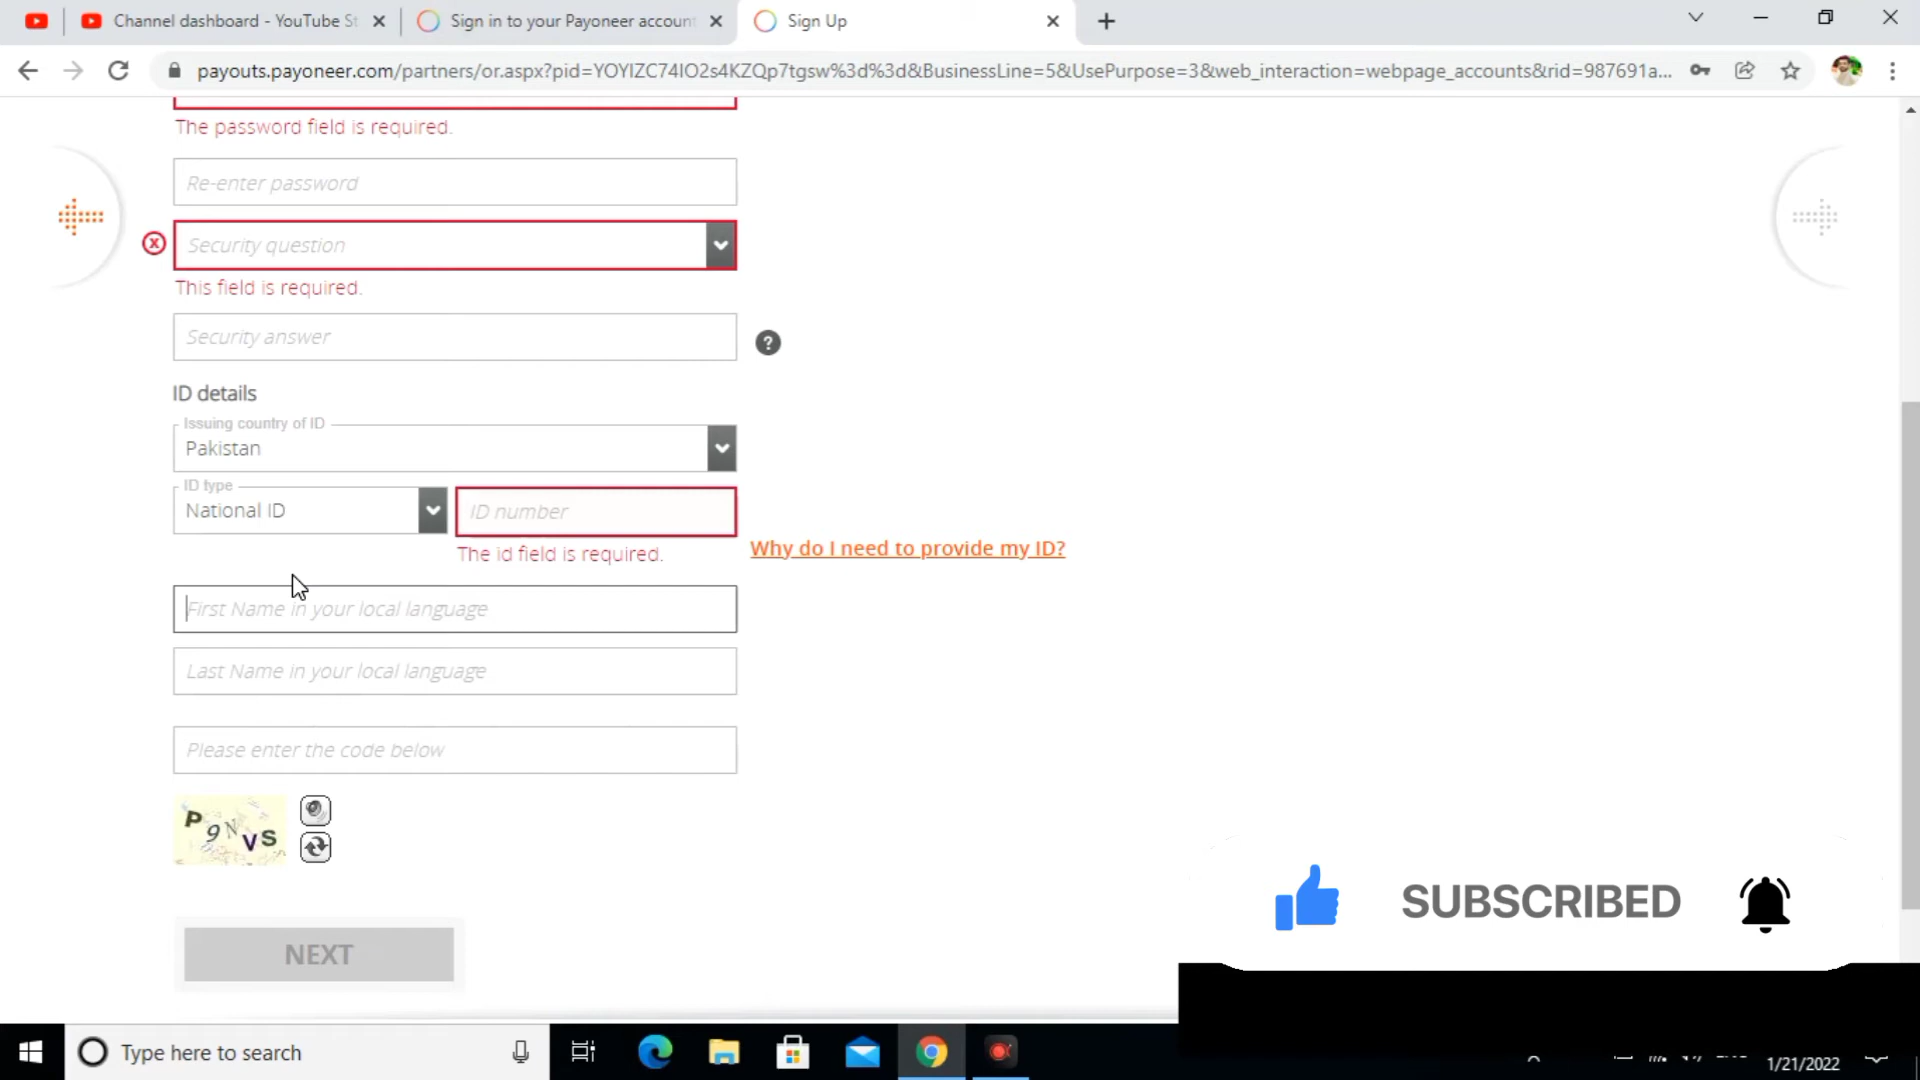 Channel dashboard - YouTube St
Sign in to your Payoneer account
Sign Up
payouts.payoneer.com/partners/or.aspx?pid=YOYIZC74IO2s4KZQp7tgsw%3d%3d&BusinessLine=5&UsePurpose=3&web_interaction=webpage_accounts&rid=987691a...
The password field is required.
Re-enter password
Security question
This field is required.
Security answer
?
ID details
Issuing country of ID
Pakistan
ID type
National ID
ID number
The id field is required.
Why do I need to provide my ID?
First Name in your local language
Last Name in your local language
Please enter the code below
P9NVS
NEXT
SUBSCRIBED
Type here to search
1/21/2022